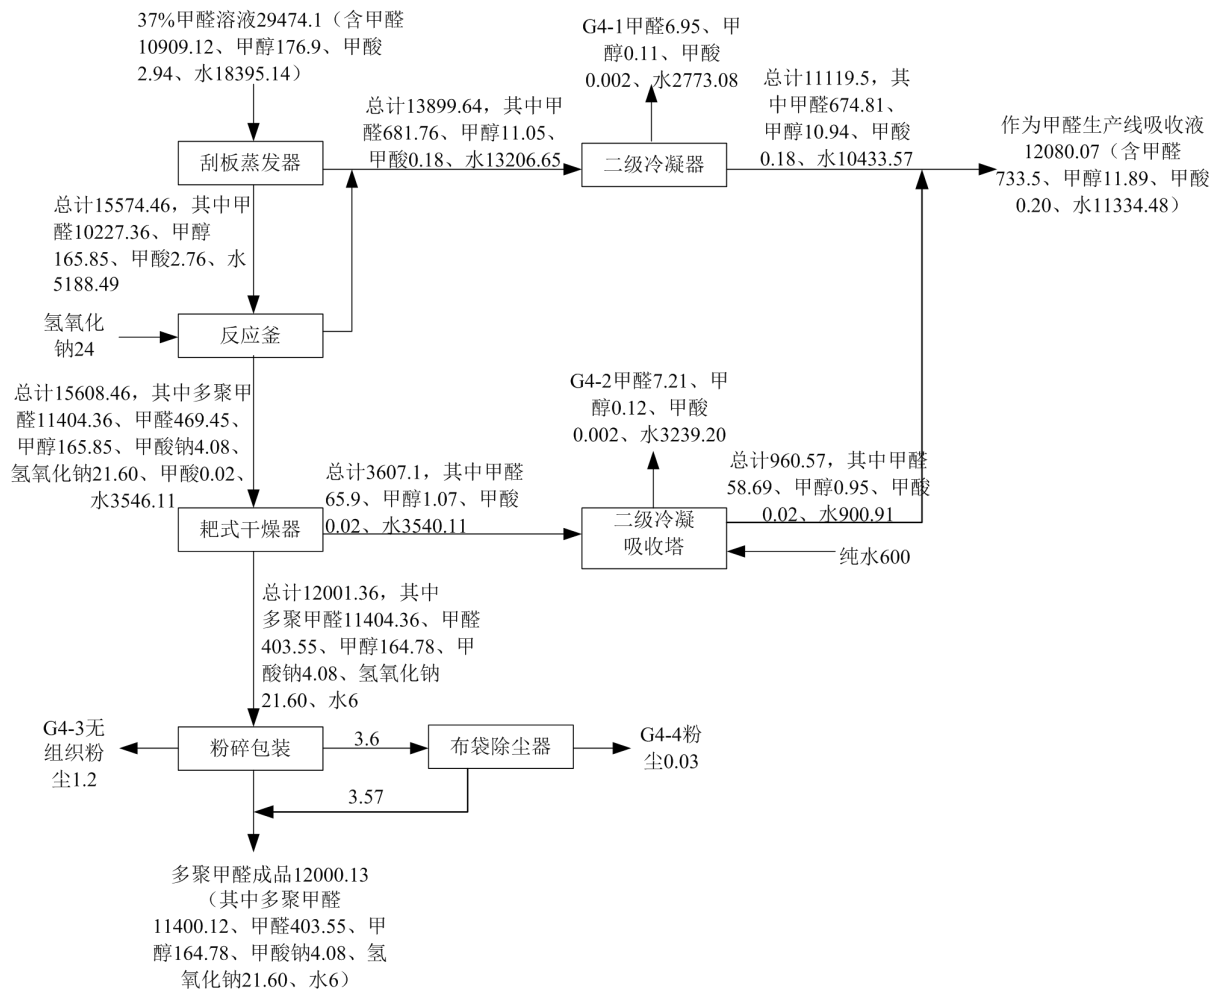 37%甲醛溶液29474.1（含甲醛
10909.12、甲醇176.9、甲酸
2.94、水18395.14）
G4-1甲醛6.95、甲
醇0.11、甲酸
0.002、水2773.08
总计13899.64，其中甲
醛681.76、甲醇11.05、
甲酸0.18、水13206.65
总计11119.5，其
中甲醛674.81、
甲醇10.94、甲酸
0.18、水10433.57
作为甲醛生产线吸收液
12080.07（含甲醛
733.5、甲醇11.89、甲酸
0.20、水11334.48）
刮板蒸发器
二级冷凝器
总计15574.46，其中甲
醛10227.36、甲醇
165.85、甲酸2.76、水
5188.49
氢氧化
钠24
反应釜
总计15608.46，其中多聚甲
醛11404.36、甲醛469.45、
甲醇165.85、甲酸钠4.08、
氢氧化钠21.60、甲酸0.02、
水3546.11
G4-2甲醛7.21、甲
醇0.12、甲酸
0.002、水3239.20
总计3607.1，其中甲醛
65.9、甲醇1.07、甲酸
0.02、水3540.11
总计960.57，其中甲醛
58.69、甲醇0.95、甲酸
0.02、水900.91
耙式干燥器
二级冷凝
吸收塔
纯水600
总计12001.36，其中
多聚甲醛11404.36、甲醛
403.55、甲醇164.78、甲
酸钠4.08、氢氧化钠
21.60、水6
G4-3无
组织粉
尘1.2
粉碎包装
3.6
布袋除尘器
G4-4粉
尘0.03
3.57
多聚甲醛成品12000.13
（其中多聚甲醛
11400.12、甲醛403.55、甲
醇164.78、甲酸钠4.08、氢
氧化钠21.60、水6）